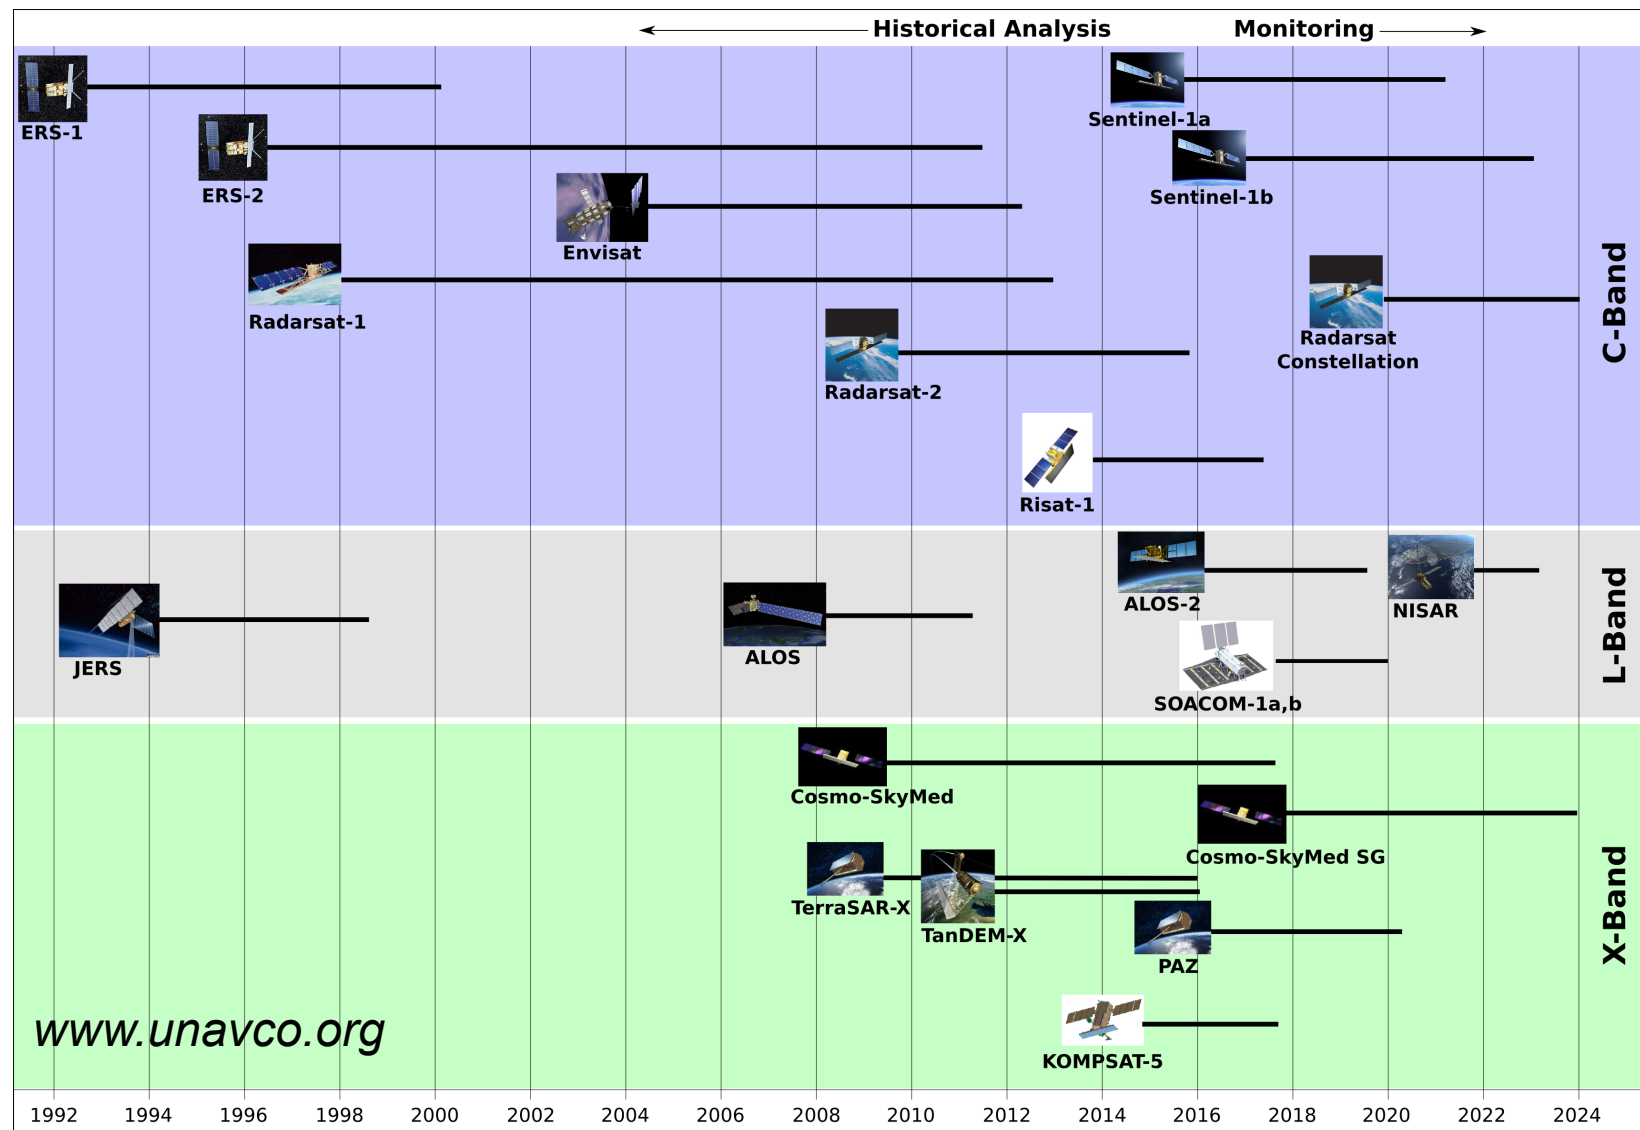 Historical Analysis
Monitoring
ERS-1
Sentinel-1a
ERS-2
Sentinel-1b
Envisat
Radarsat-1
Radarsat
Constellation
Radarsat-2
Risat-1
C-Band
ALOS-2
NISAR
JERS
ALOS
SOACOM-1a,b
L-Band
Cosmo-SkyMed
Cosmo-SkyMed SG
TerraSAR-X
TanDEM-X
PAZ
KOMPSAT-5
X-Band
www.unavco.org
1992 1994 1996 1998 2000 2002 2004 2006 2008 2010 2012 2014 2016 2018 2020 2022 2024